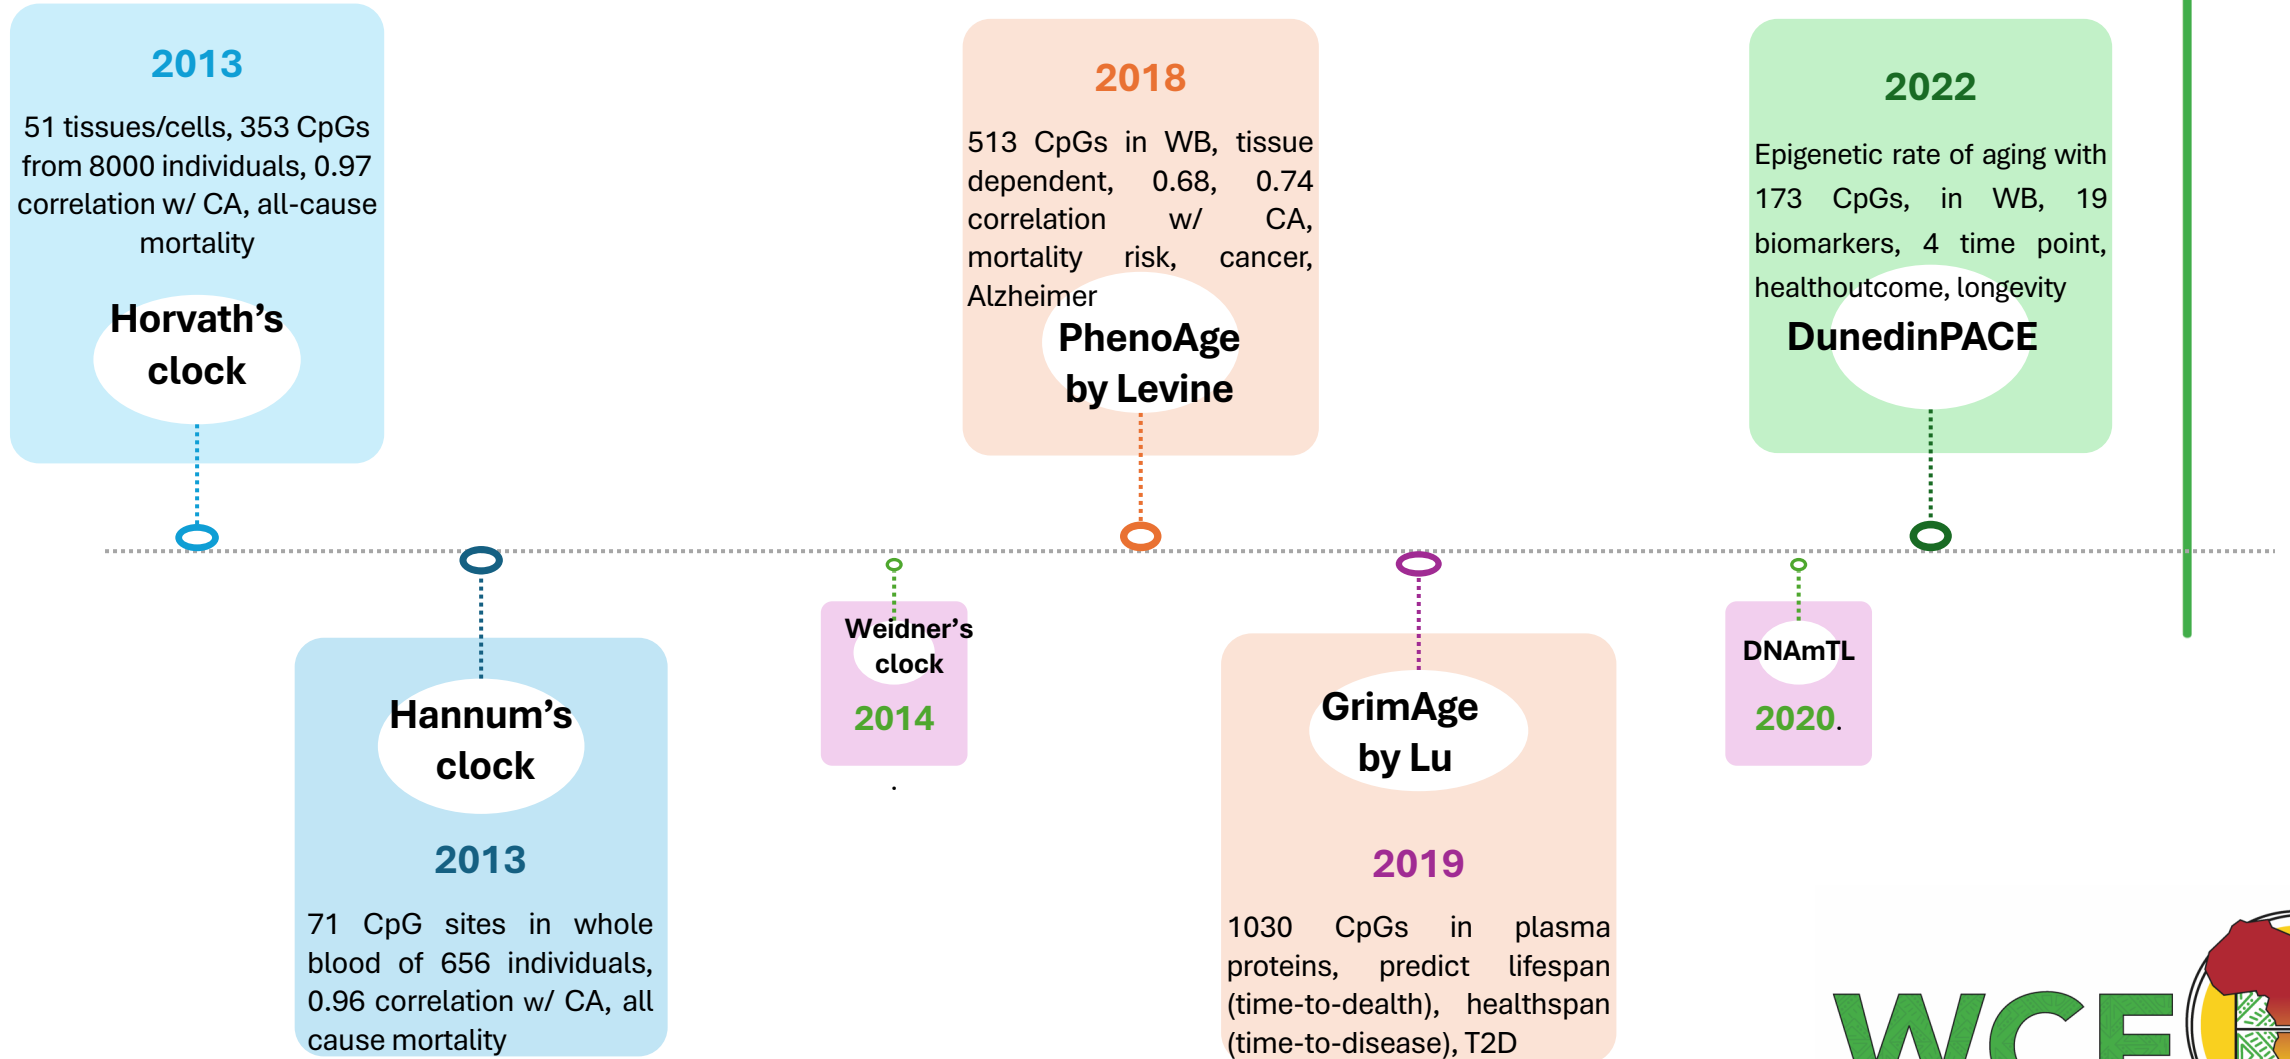 2013
51 tissues/cells, 353 CpGs
from 8000 individuals, 0.97
correlation w/ CA, all-cause
mortality
Horvath’s
clock
2018
513 CpGs in WB, tissue
dependent, 0.68, 0.74
correlation w/ CA,
mortality risk, cancer,
Alzheimer
PhenoAge
by Levine
2022
Epigenetic rate of aging with
173 CpGs, in WB, 19
biomarkers, 4 time point,
healthoutcome, longevity
DunedinPACE
Hannum’s
clock
2013
71 CpG sites in whole
blood of 656 individuals,
0.96 correlation w/ CA, all
cause mortality
Weidner’s
clock
2014
.
GrimAge
by Lu
2019
1030 CpGs in plasma
proteins, predict lifespan
(time-to-dealth), healthspan
(time-to-disease), T2D
DNAmTL
2020.
WCE